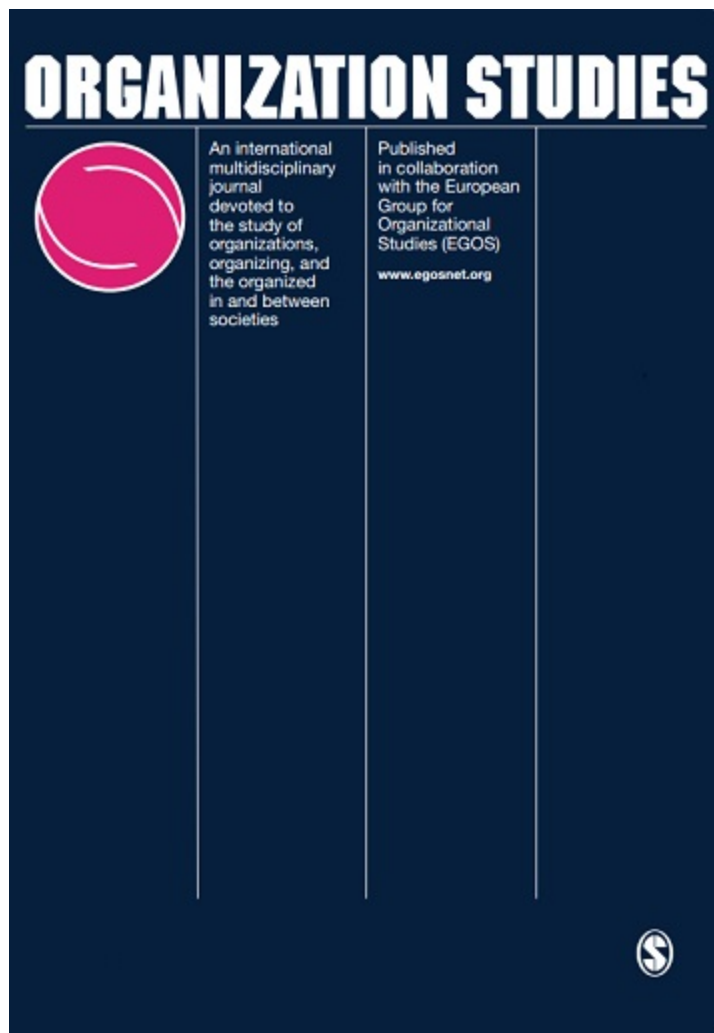 ORGANIZATION STUDIES
An international
multidisciplinary
journal
devoted to
the study of
organizations,
organizing, and
the organized
in and between
societies
Published
in collaboration
with the European
Group for
Organizational
Studies (EGOS)
www.egosnet.org
S